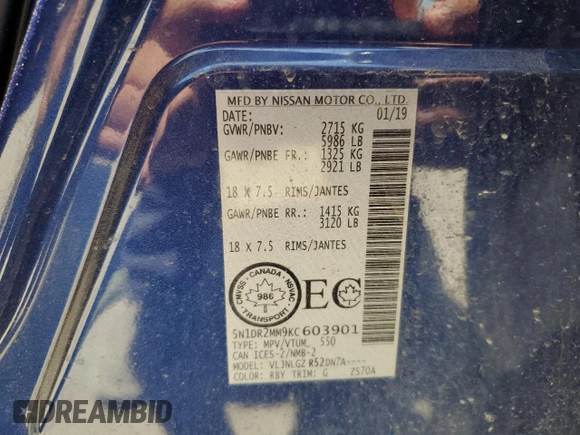 MFD BY NISSAN MOTOR CO., LTD.
DATE: 01/19
GVWR/PNBV: 2715 KG
5986 LB
GAWR/PNBE FR.: 1325 KG
2921 LB
18 X 7.5 RIMS/JANTES
GAWR/PNBE RR.: 1415 KG
3120 LB
18 X 7.5 RIMS/JANTES
CANADA
CMVSS NSVAC
986
TRANSPORT
EC
5N1DR2MM9KC603901
TYPE: MPV/VTUM 550
CAN ICES-2/NMB-2
MODEL: VLJNLGZ R52DN7A----
COLOR: RBY TRIM: G 2570A
DREAMBID